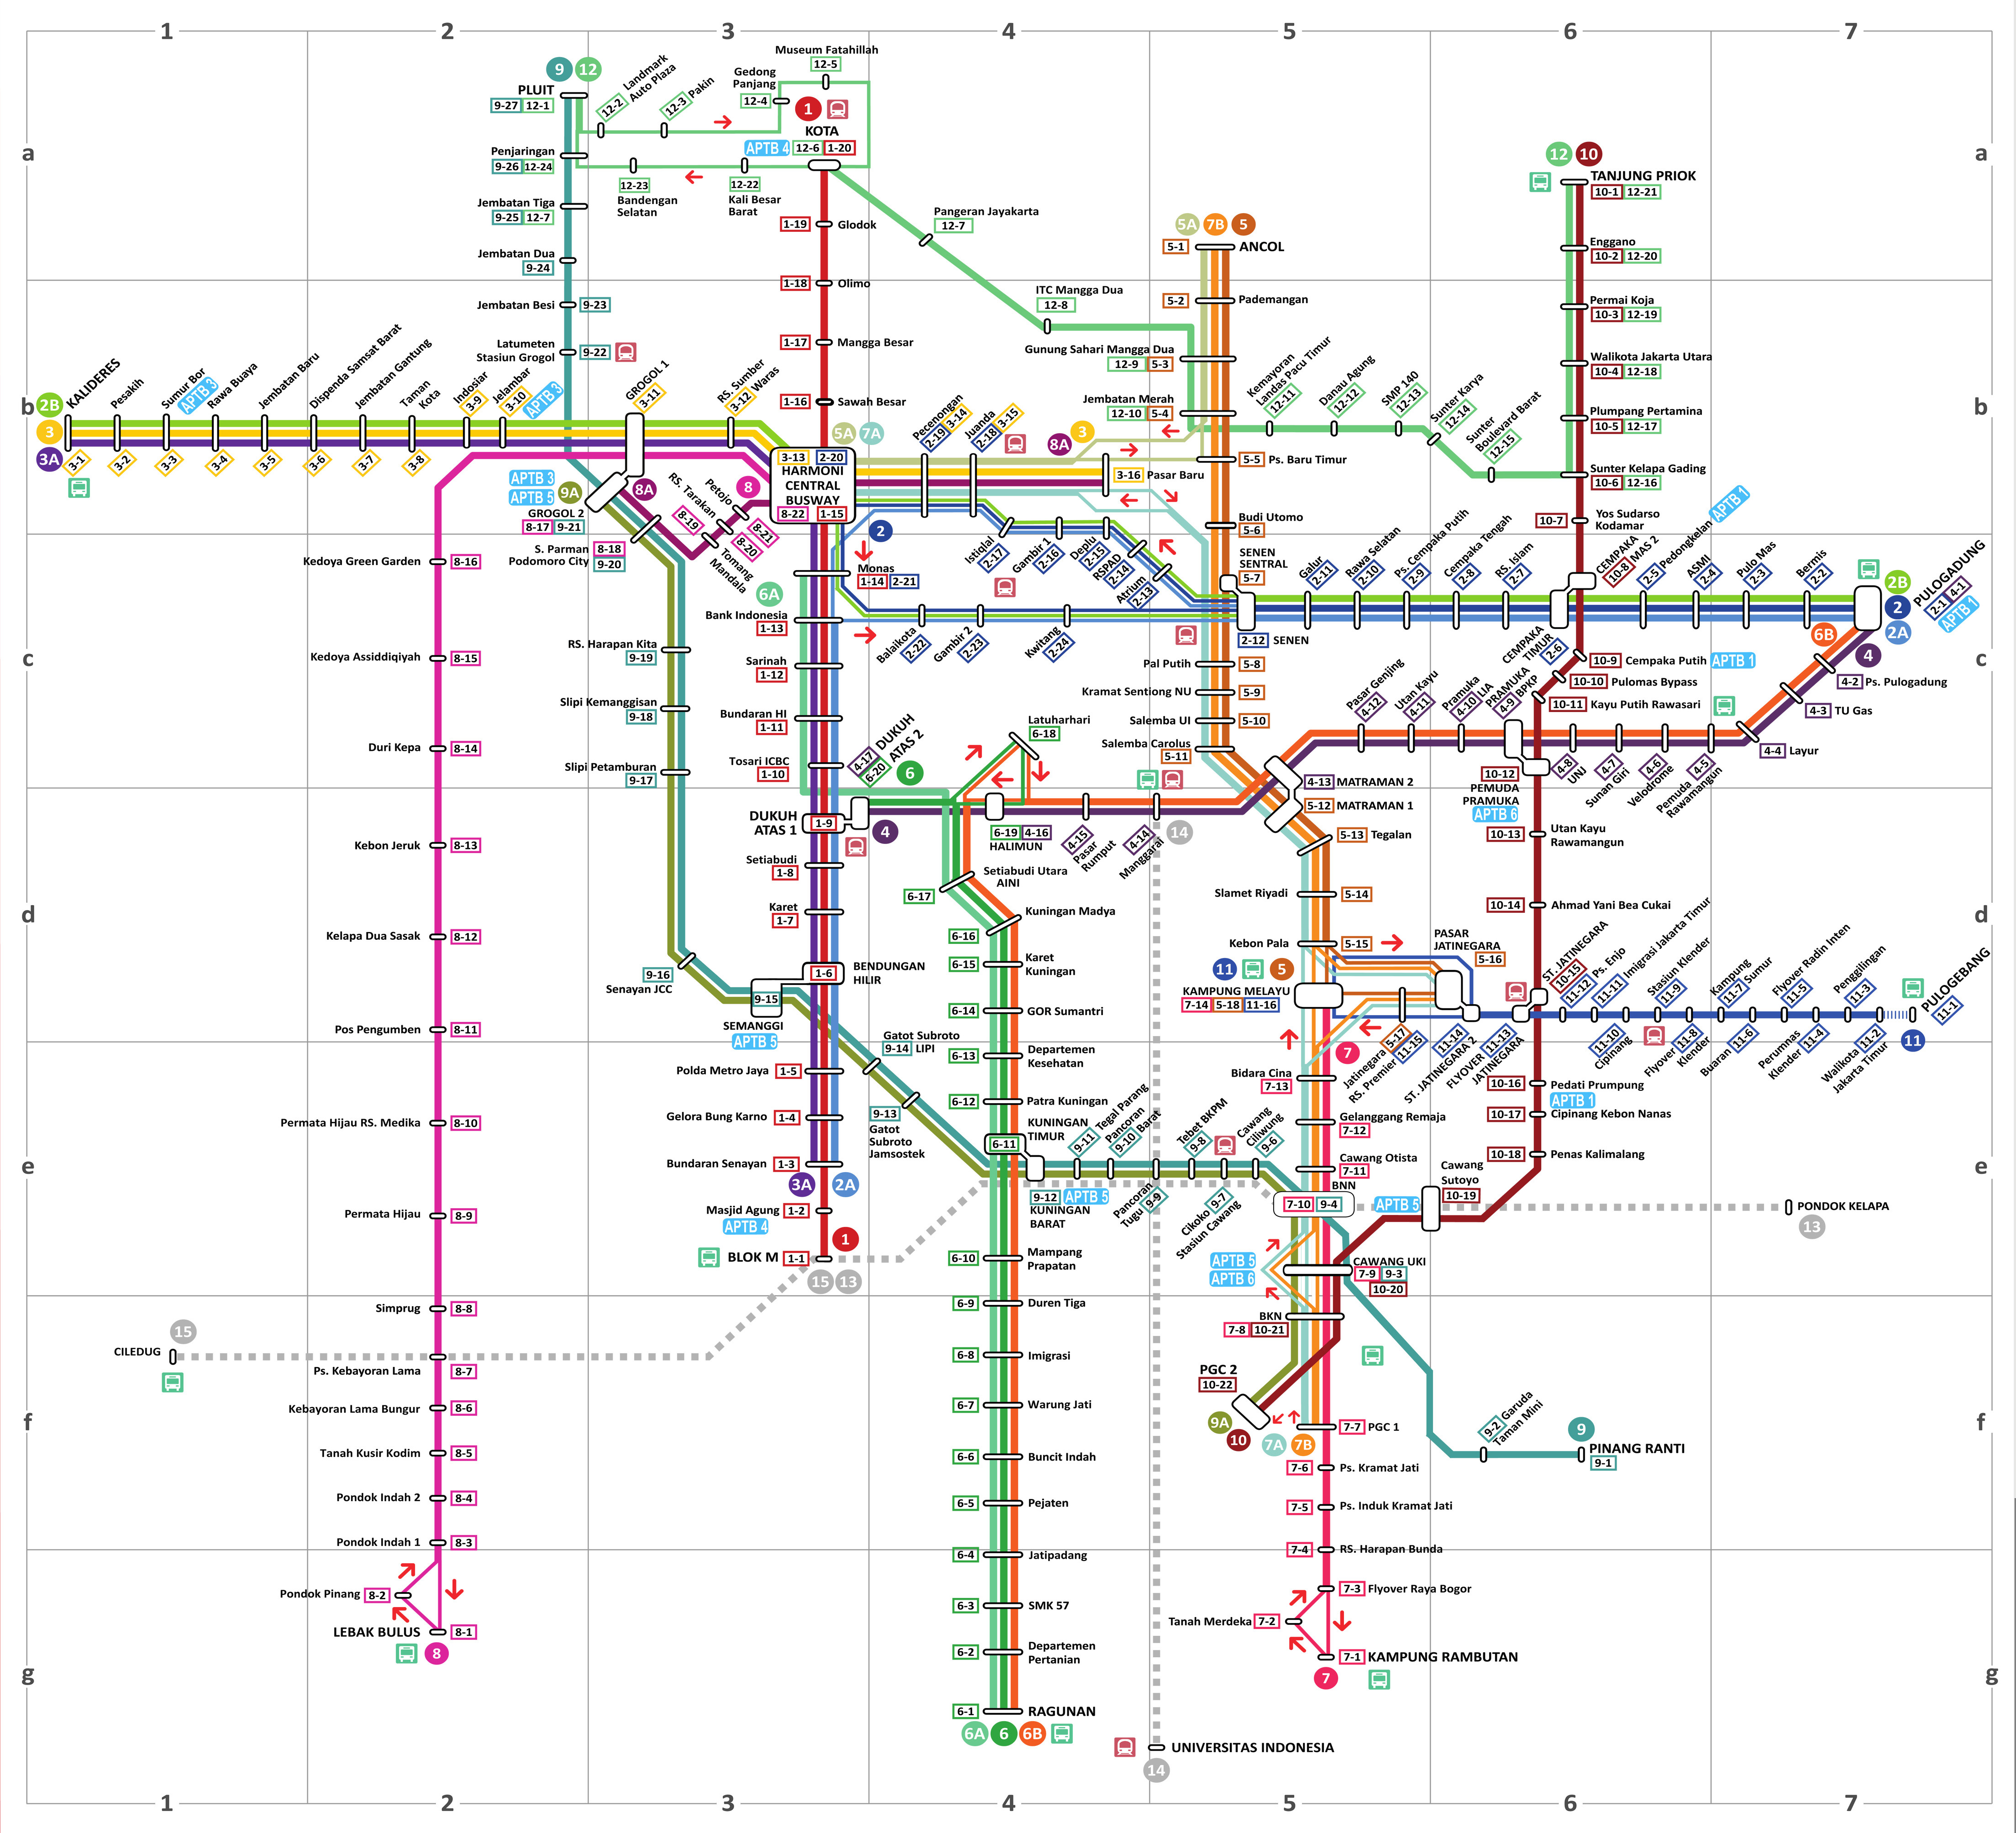 1
2
3
4
5
6
7
a
b
c
d
e
f
g
a
b
c
d
e
f
g
1
2
3
4
5
6
7
9
12
PLUIT
9-27
12-1
12-2
Landmark
Auto Plaza
12-3
Pakin
Gedong
Panjang
12-4
Museum Fatahillah
12-5
1
KOTA
APTB 4
12-6
1-20
Penjaringan
9-26
12-24
12-23
Bandengan
Selatan
12-22
Kali Besar
Barat
Jembatan Tiga
9-25
12-7
Jembatan Dua
9-24
Jembatan Besi
9-23
Latumeten
Stasiun Grogol
9-22
1-19
Glodok
1-18
Olimo
1-17
Mangga Besar
1-16
Sawah Besar
Pangeran Jayakarta
12-7
ITC Mangga Dua
12-8
5A
7B
5
5-1
ANCOL
5-2
Pademangan
Gunung Sahari Mangga Dua
12-9
5-3
Jembatan Merah
12-10
5-4
5-5
Ps. Baru Timur
Budi Utomo
5-6
SENEN
SENTRAL
5-7
Kemayoran
Landas Pacu Timur
12-11
Danau Agung
12-12
SMP 140
12-13
Sunter Karya
12-14
Sunter
Boulevard Barat
12-15
12
10
TANJUNG PRIOK
10-1
12-21
Enggano
10-2
12-20
Permai Koja
10-3
12-19
Walikota Jakarta Utara
10-4
12-18
Plumpang Pertamina
10-5
12-17
Sunter Kelapa Gading
10-6
12-16
10-7
Yos Sudarso
Kodamar
2B
3
3A
KALIDERES
3-1
Pesakih
3-2
Sumur Bor
APTB 3
3-3
Rawa Buaya
3-4
Jembatan Baru
3-5
Dispenda Samsat Barat
3-6
Jembatan Gantung
3-7
Taman
Kota
3-8
Indosiar
3-9
Jelambar
3-10
APTB 3
GROGOL 1
3-11
RS. Sumber
Waras
3-12
APTB 3
APTB 5
9A
GROGOL 2
8-17
9-21
8A
8
5A
7A
3-13
2-20
HARMONI
CENTRAL
BUSWAY
8-22
1-15
Petojo
8-21
RS. Tarakan
8-19
8-20
Tomang
Mandala
S. Parman
Podomoro City
8-18
9-20
Pecenongan
2-19
3-14
Juanda
2-18
3-15
8A
3
3-16
Pasar Baru
2
Istiqlal
2-17
Gambir 1
2-16
Deplu
2-15
RSPAD
2-14
Atrium
2-13
Monas
1-14
2-21
6A
Bank Indonesia
1-13
Balaikota
2-22
Gambir 2
2-23
Kwitang
2-24
2-12
SENEN
Galur
2-11
Rawa Selatan
2-10
Ps. Cempaka Putih
2-9
Cempaka Tengah
2-8
RS. Islam
2-7
CEMPAKA
MAS 2
10-8
CEMPAKA
TIMUR
2-6
2-5
Pedongkelan
APTB 1
ASMI
2-4
Pulo Mas
2-3
Bermis
2-2
2B
2
2A
PULOGADUNG
2-1
4-1
APTB 1
6B
4
4-2
Ps. Pulogadung
4-3
TU Gas
4-4
Layur
10-9
Cempaka Putih
APTB 1
10-10
Pulomas Bypass
10-11
Kayu Putih Rawasari
PRAMUKA
BPKP
4-9
Pramuka
LIA
4-10
Utan Kayu
4-11
Pasar Genjing
4-12
4-8
UNJ
4-7
Sunan Giri
4-6
Velodrome
4-5
Pemuda
Rawamangun
10-12
PEMUDA
PRAMUKA
APTB 6
Kedoya Green Garden
8-16
Kedoya Assiddiqiyah
8-15
Duri Kepa
8-14
Kebon Jeruk
8-13
Kelapa Dua Sasak
8-12
Pos Pengumben
8-11
Permata Hijau RS. Medika
8-10
Permata Hijau
8-9
Simprug
8-8
Ps. Kebayoran Lama
8-7
Kebayoran Lama Bungur
8-6
Tanah Kusir Kodim
8-5
Pondok Indah 2
8-4
Pondok Indah 1
8-3
Pondok Pinang
8-2
LEBAK BULUS
8-1
8
RS. Harapan Kita
9-19
Slipi Kemanggisan
9-18
Slipi Petamburan
9-17
9-16
Senayan JCC
9-15
SEMANGGI
APTB 5
Sarinah
1-12
Bundaran HI
1-11
Tosari ICBC
1-10
4-17
6-20
DUKUH
ATAS 2
6
DUKUH
ATAS 1
1-9
4
Setiabudi
1-8
Karet
1-7
1-6
BENDUNGAN
HILIR
Polda Metro Jaya
1-5
Gelora Bung Karno
1-4
Bundaran Senayan
1-3
3A
2A
Masjid Agung
APTB 4
1-2
1
BLOK M
1-1
15
13
15
CILEDUG
Gatot Subroto
9-14
LIPI
9-13
Gatot
Subroto
Jamsostek
Latuharhari
6-18
6-19
4-16
HALIMUN
4-15
Pasar
Rumput
4-14
Manggarai
14
Setiabudi Utara
AINI
6-17
Kuningan Madya
6-16
6-15
Karet
Kuningan
6-14
GOR Sumantri
6-13
Departemen
Kesehatan
6-12
Patra Kuningan
KUNINGAN
TIMUR
6-11
9-12
APTB 5
KUNINGAN
BARAT
9-11
Tegal Parang
Pancoran
Barat
9-10
Pancoran
Tugu
9-9
Tebet BKPM
9-8
Cikoko
Stasiun Cawang
9-7
Cawang
Ciliwung
9-6
6-10
Mampang
Prapatan
6-9
Duren Tiga
6-8
Imigrasi
6-7
Warung Jati
6-6
Buncit Indah
6-5
Pejaten
6-4
Jatipadang
6-3
SMK 57
6-2
Departemen
Pertanian
6-1
RAGUNAN
6A
6
6B
UNIVERSITAS INDONESIA
14
Pal Putih
5-8
Kramat Sentiong NU
5-9
Salemba UI
5-10
Salemba Carolus
5-11
4-13
MATRAMAN 2
5-12
MATRAMAN 1
5-13
Tegalan
Slamet Riyadi
5-14
Kebon Pala
5-15
PASAR
JATINEGARA
5-16
11
5
KAMPUNG MELAYU
7-14
5-18
11-16
7
5-17
11-15
Jatinegara
RS. Premier
11-14
ST. JATINEGARA 2
11-13
FLYOVER
JATINEGARA
10-13
Utan Kayu
Rawamangun
10-14
Ahmad Yani Bea Cukai
ST. JATINEGARA
10-15
11-12
Ps. Enjo
11-11
Imigrasi Jakarta Timur
11-10
Cipinang
11-9
Stasiun Klender
11-8
Flyover
Klender
11-7
Kampung
Sumur
11-6
Buaran
11-5
Flyover Radin Inten
11-4
Perumnas
Klender
11-3
Penggilingan
11-2
Walikota
Jakarta Timur
PULOGEBANG
11-1
11
Bidara Cina
7-13
Gelanggang Remaja
7-12
Cawang Otista
7-11
BNN
7-10
9-4
APTB 5
Cawang
Sutoyo
10-19
10-16
Pedati Prumpung
APTB 1
10-17
Cipinang Kebon Nanas
10-18
Penas Kalimalang
PONDOK KELAPA
13
APTB 5
APTB 6
CAWANG UKI
7-9
9-3
10-20
BKN
7-8
10-21
PGC 2
10-22
9A
10
7A
7B
7-7
PGC 1
7-6
Ps. Kramat Jati
7-5
Ps. Induk Kramat Jati
7-4
RS. Harapan Bunda
7-3
Flyover Raya Bogor
Tanah Merdeka
7-2
7-1
KAMPUNG RAMBUTAN
7
9-2
Garuda
Taman Mini
9
PINANG RANTI
9-1